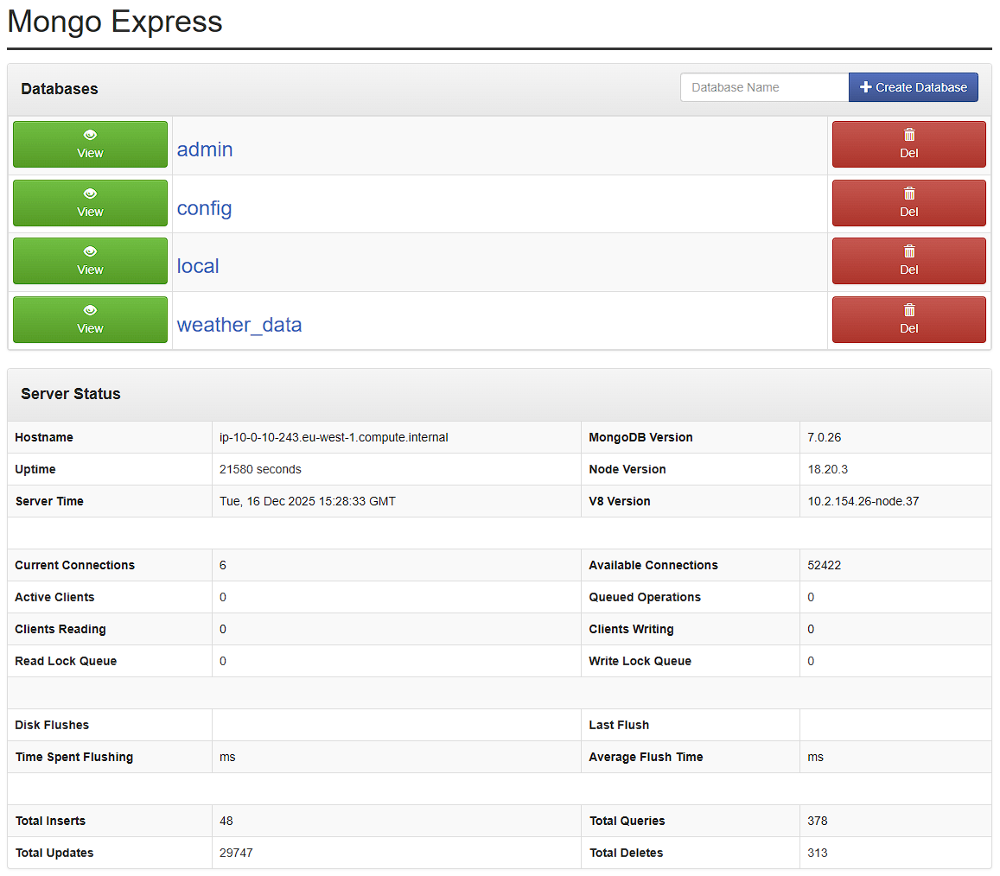 Mongo Express
Databases
Database Name
Create Database
View
admin
Del
View
config
Del
View
local
Del
View
weather_data
Del
Server Status
Hostname ip-10-0-10-243.eu-west-1.compute.internal MongoDB Version 7.0.26
Uptime 21580 seconds Node Version 18.20.3
Server Time Tue, 16 Dec 2025 15:28:33 GMT V8 Version 10.2.154.26-node.37
Current Connections 6 Available Connections 52422
Active Clients 0 Queued Operations 0
Clients Reading 0 Clients Writing 0
Read Lock Queue 0 Write Lock Queue 0
Disk Flushes Last Flush
Time Spent Flushing ms Average Flush Time ms
Total Inserts 48 Total Queries 378
Total Updates 29747 Total Deletes 313